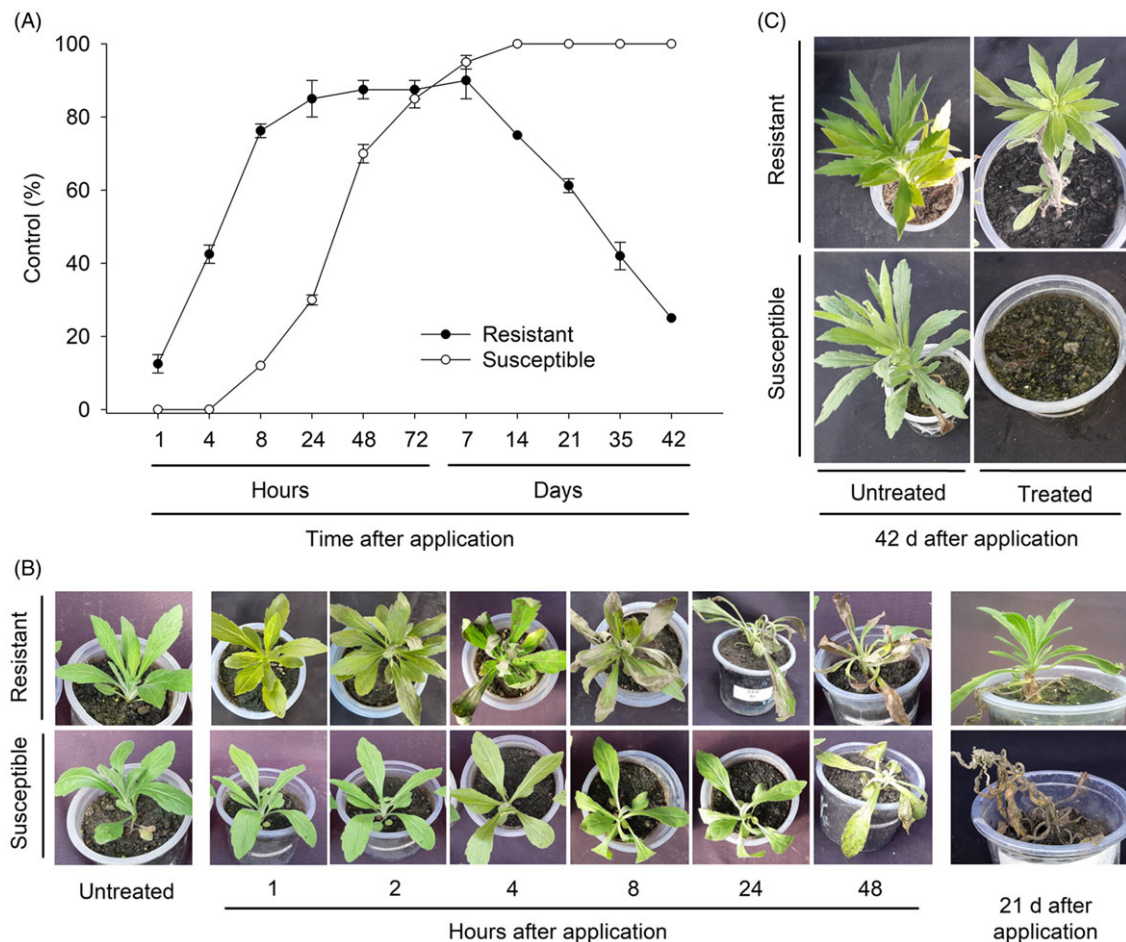 (A)
Control (%)
100
80
60
40
20
0
Resistant
Susceptible
1 4 8 24 48 72 7 14 21 35 42
Hours Days
Time after application
(C)
Resistant
Susceptible
Untreated Treated
42 d after application
(B)
Resistant
Susceptible
Untreated 1 2 4 8 24 48 21 d after
application
Hours after application